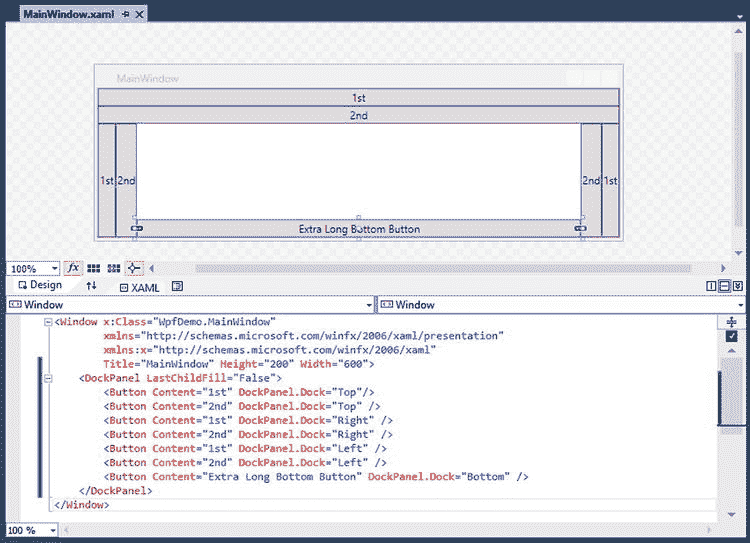 MainWindow.xaml
MainWindow
1st
2nd
1st 2nd 2nd 1st
Extra Long Bottom Button
100% fx
Design XAML
Window Window
<Window x:Class="WpfDemo.MainWindow"
xmlns="http://schemas.microsoft.com/winfx/2006/xaml/presentation"
xmlns:x="http://schemas.microsoft.com/winfx/2006/xaml"
Title="MainWindow" Height="200" Width="600">
<DockPanel LastChildFill="False">
<Button Content="1st" DockPanel.Dock="Top"/>
<Button Content="2nd" DockPanel.Dock="Top" />
<Button Content="1st" DockPanel.Dock="Right" />
<Button Content="2nd" DockPanel.Dock="Right" />
<Button Content="1st" DockPanel.Dock="Left" />
<Button Content="2nd" DockPanel.Dock="Left" />
<Button Content="Extra Long Bottom Button" DockPanel.Dock="Bottom" />
</DockPanel>
</Window>
100 %